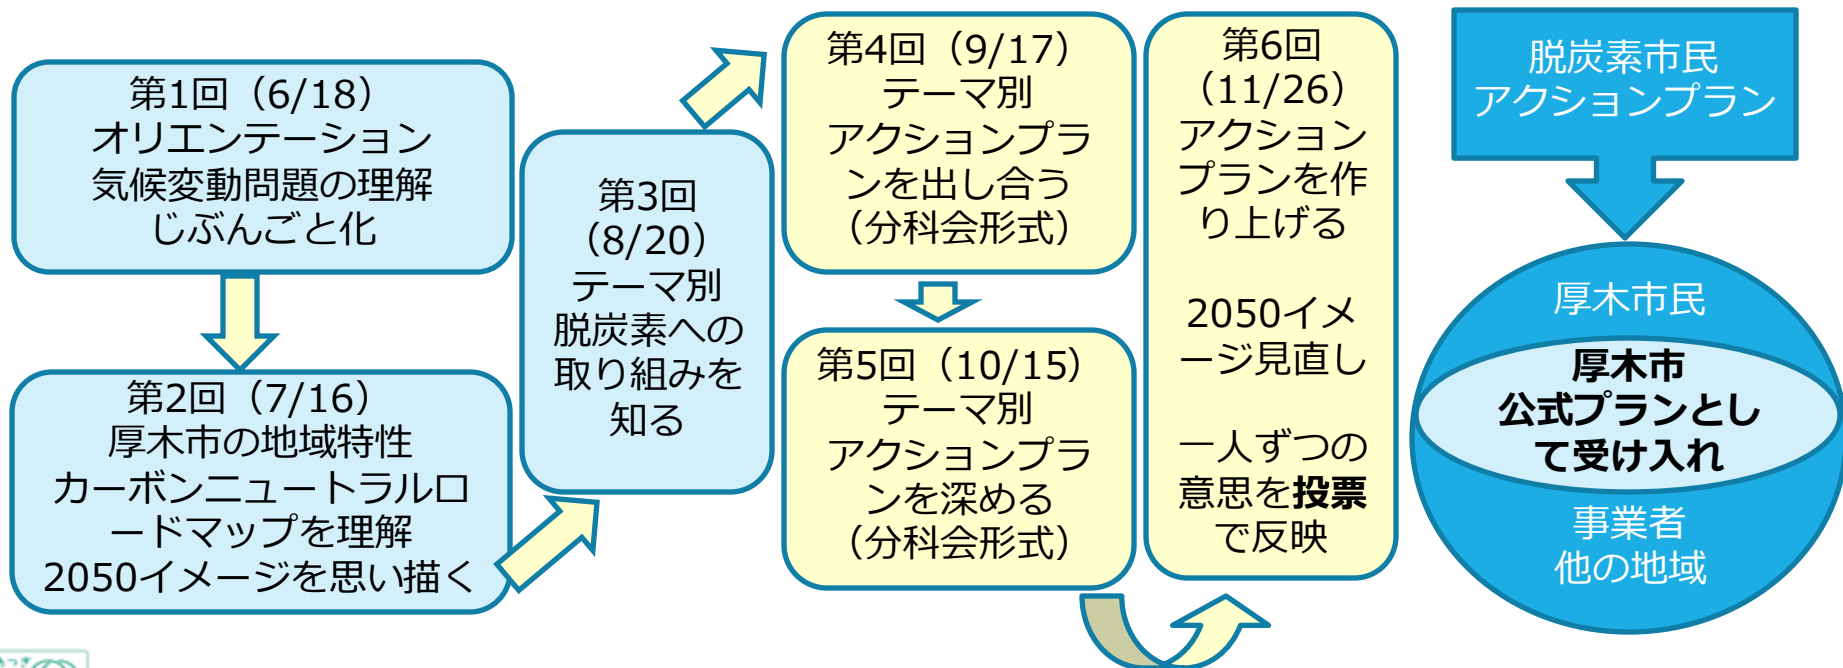 第1回（6/18）
オリエンテーション
気候変動問題の理解
じぶんごと化
第2回（7/16）
厚木市の地域特性
カーボンニュートラルロ
ードマップを理解
2050イメージを思い描く
第3回
（8/20）
テーマ別
脱炭素への
取り組みを
知る
第4回（9/17）
テーマ別
アクションプラ
ンを出し合う
（分科会形式）
第5回（10/15）
テーマ別
アクションプラ
ンを深める
（分科会形式）
第6回
（11/26）
アクション
プランを作
り上げる
2050イメ
ージ見直し
一人ずつの
意思を投票
で反映
脱炭素市民
アクションプラン
厚木市民
厚木市
公式プランとし
て受け入れ
事業者
他の地域